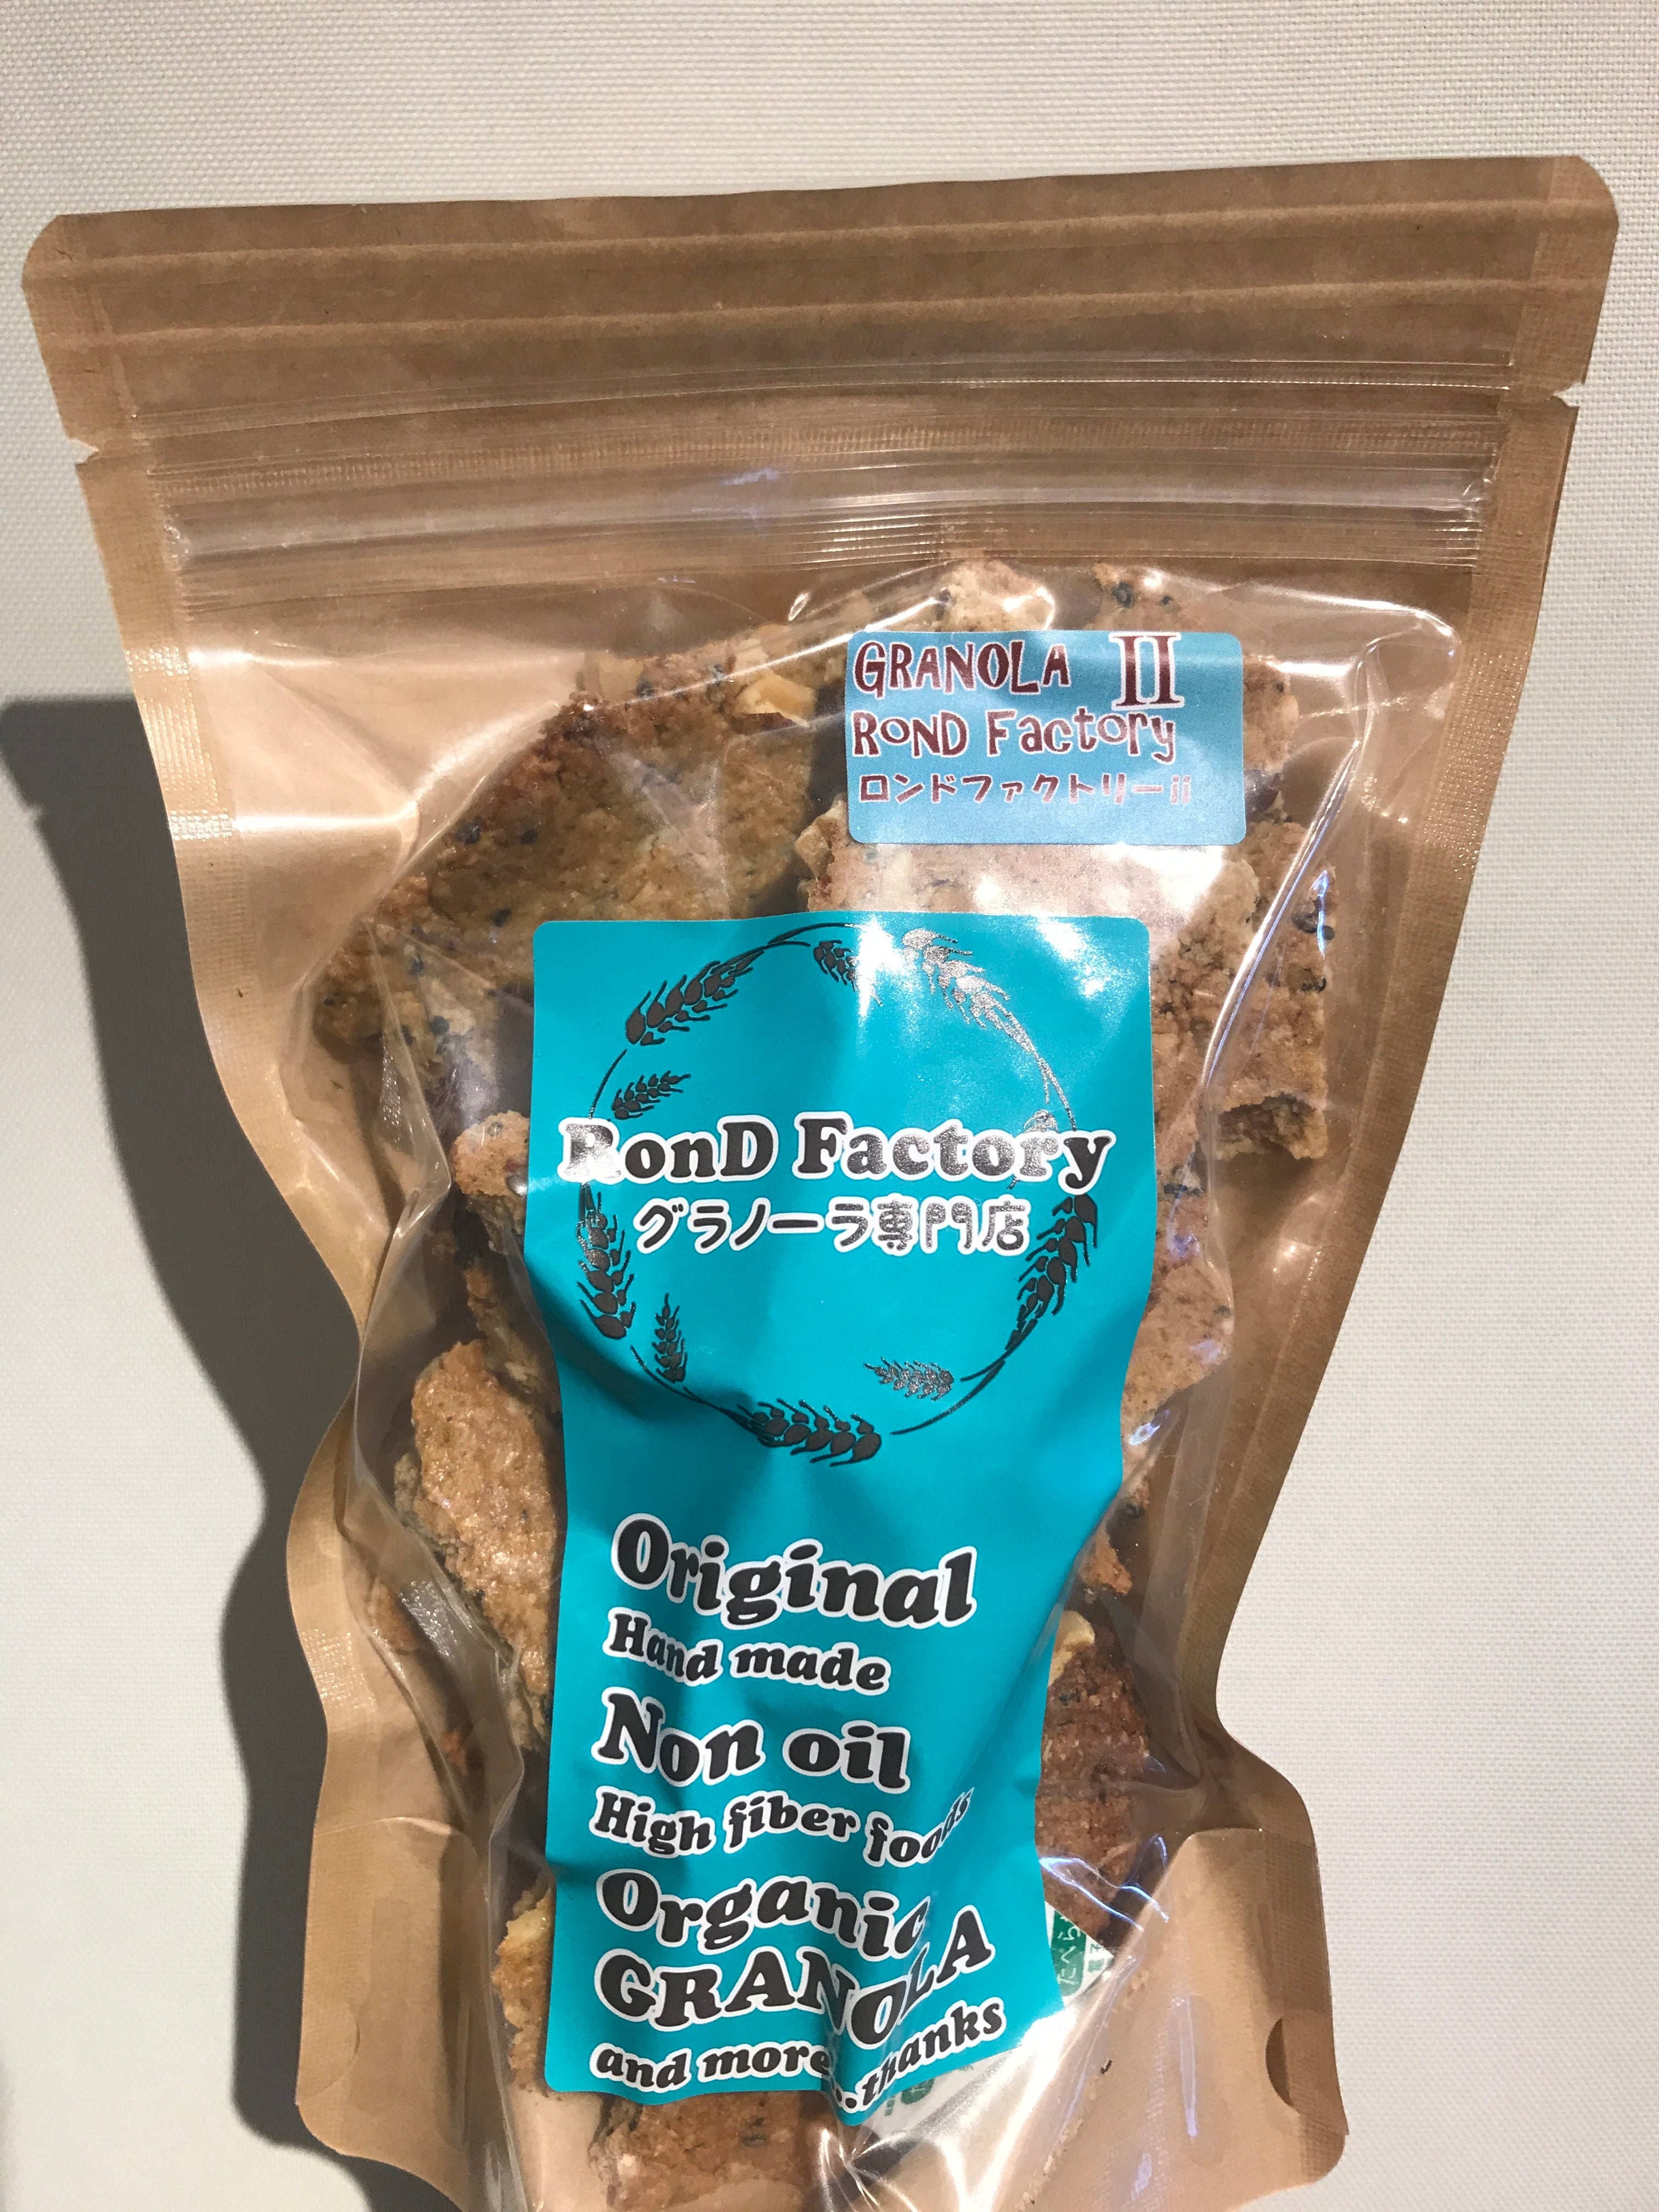 GRANOLA II
RonD Factory
ロンドファクトリーii
RonD Factory
グラノーラ専門店
Original
Hand made
Non oil
High fiber foods
Organic
GRANOLA
and more...thanks